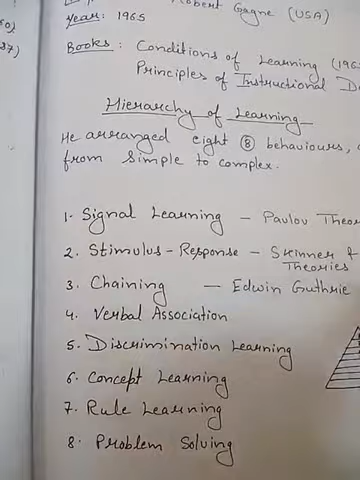 Robert Gagne (USA)
Year: 1965
Books: Conditions of Learning (196
Principles of Instructional D
Hierarchy of Learning
He arranged eight ⑧ behaviours,
from simple to complex.
1. Signal Learning - Pavlov Theor
2. Stimulus-Response - Skinner &
Theories
3. Chaining - Edwin Guthrie
4. Verbal Association
5. Discrimination Learning
6. Concept Learning
7. Rule Learning
8. Problem Solving